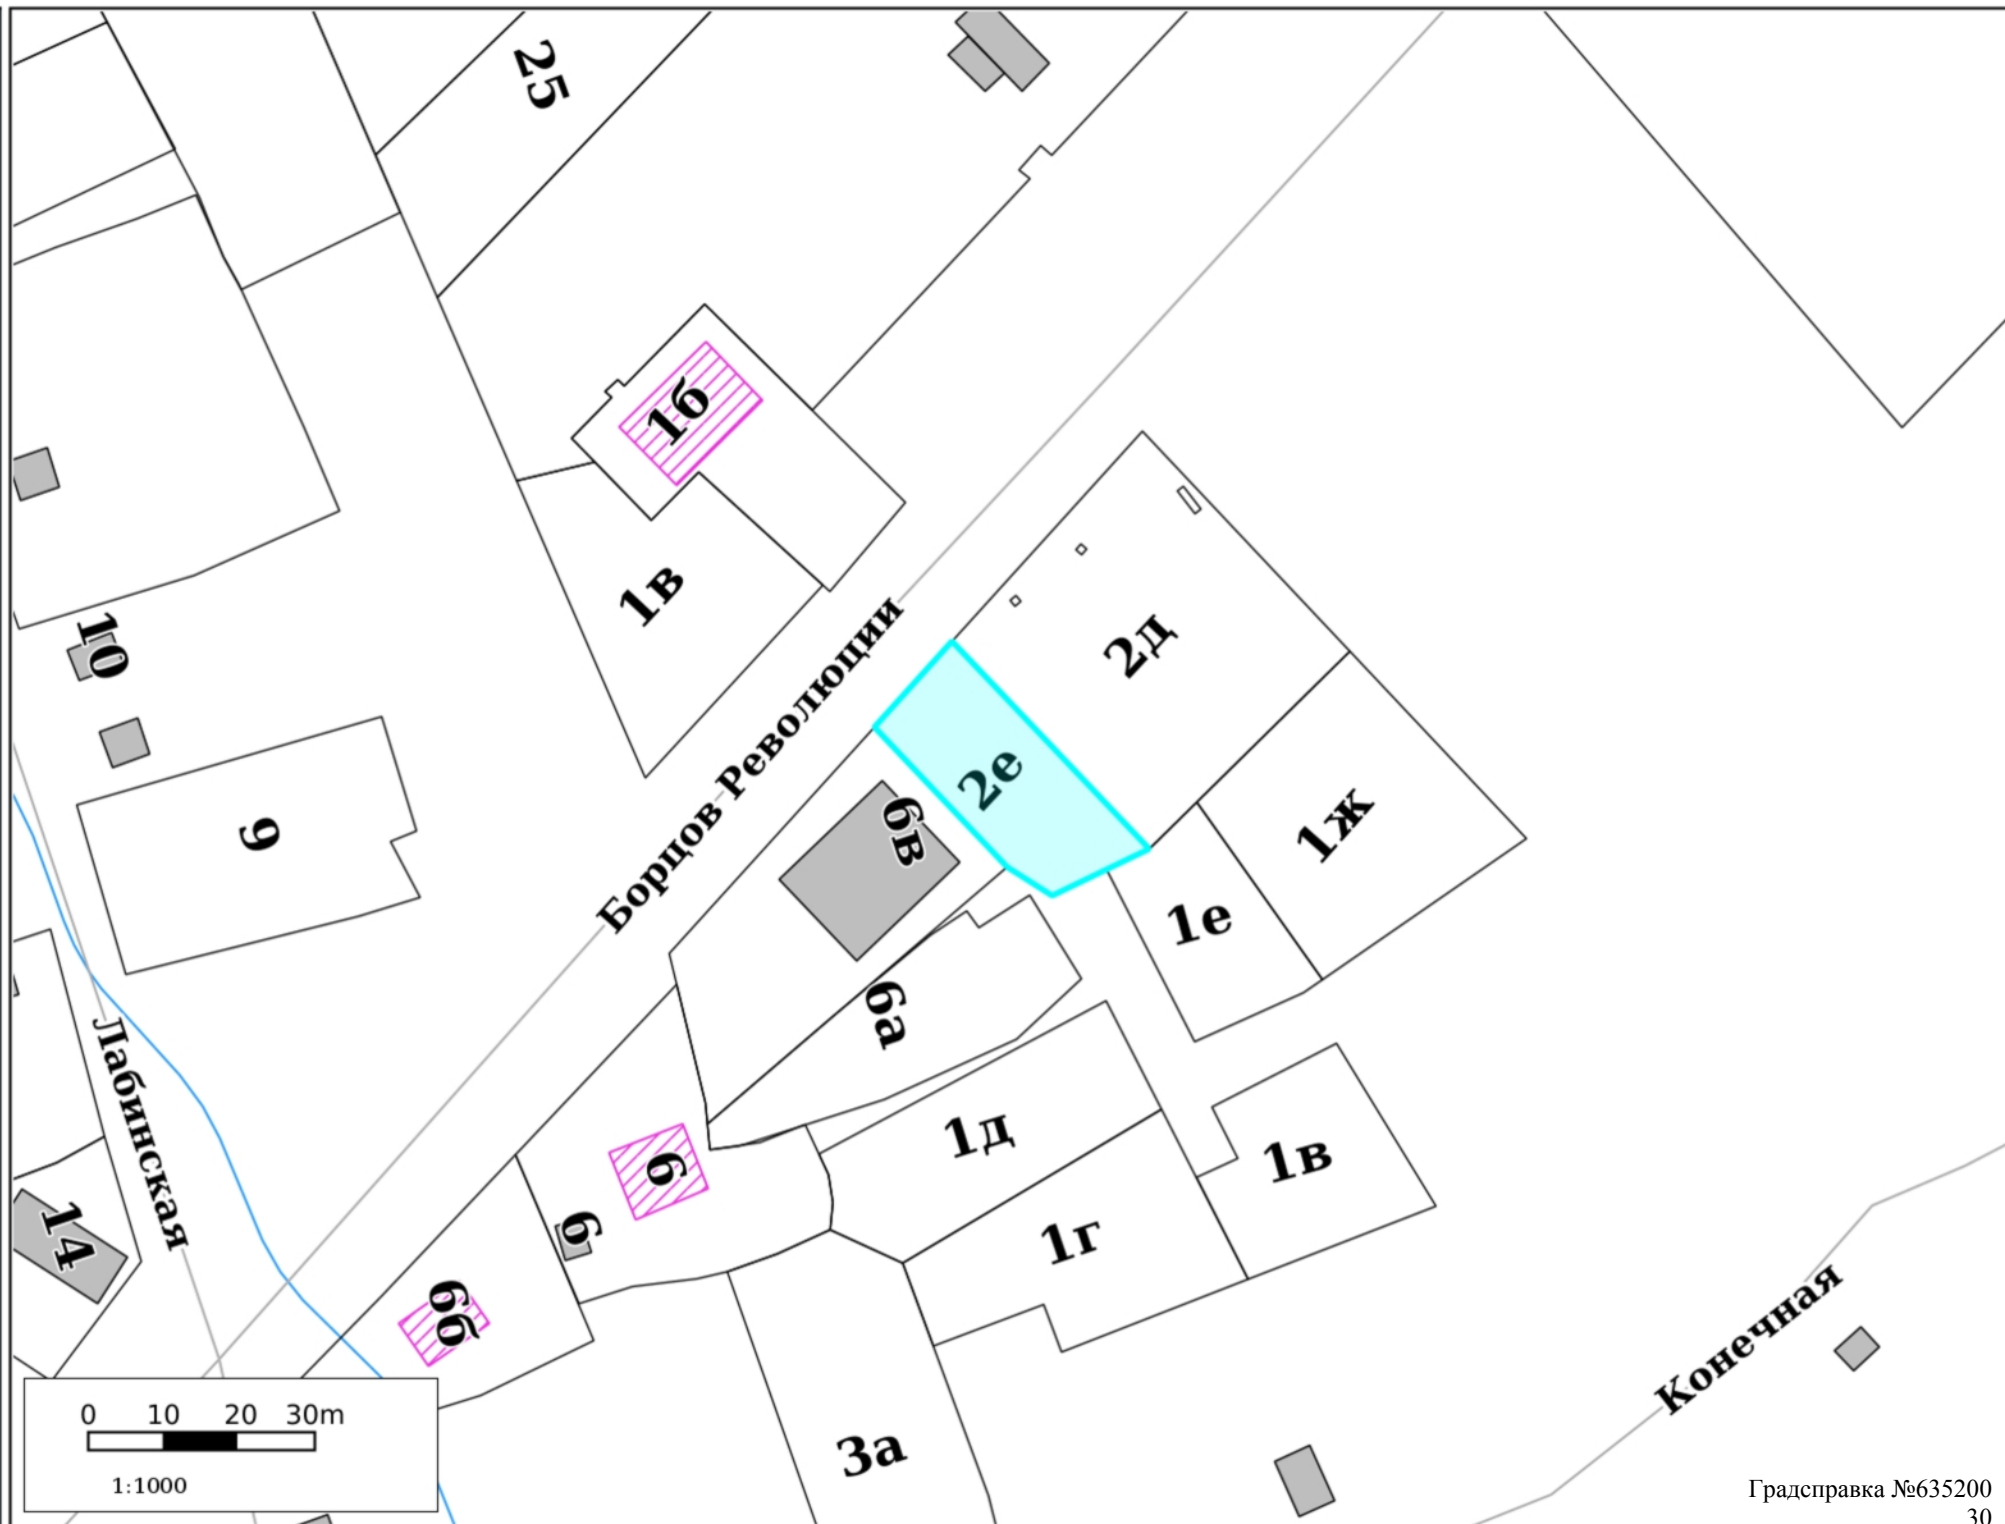 25
1б
1в
10
2д
Борцов Революции
2е
9
6в
1ж
1е
6а
Лабинская
1д
1в
6
14
6
1г
6б
Конечная
3а
0 10 20 30m
1:1000
Градсправка №635200
30